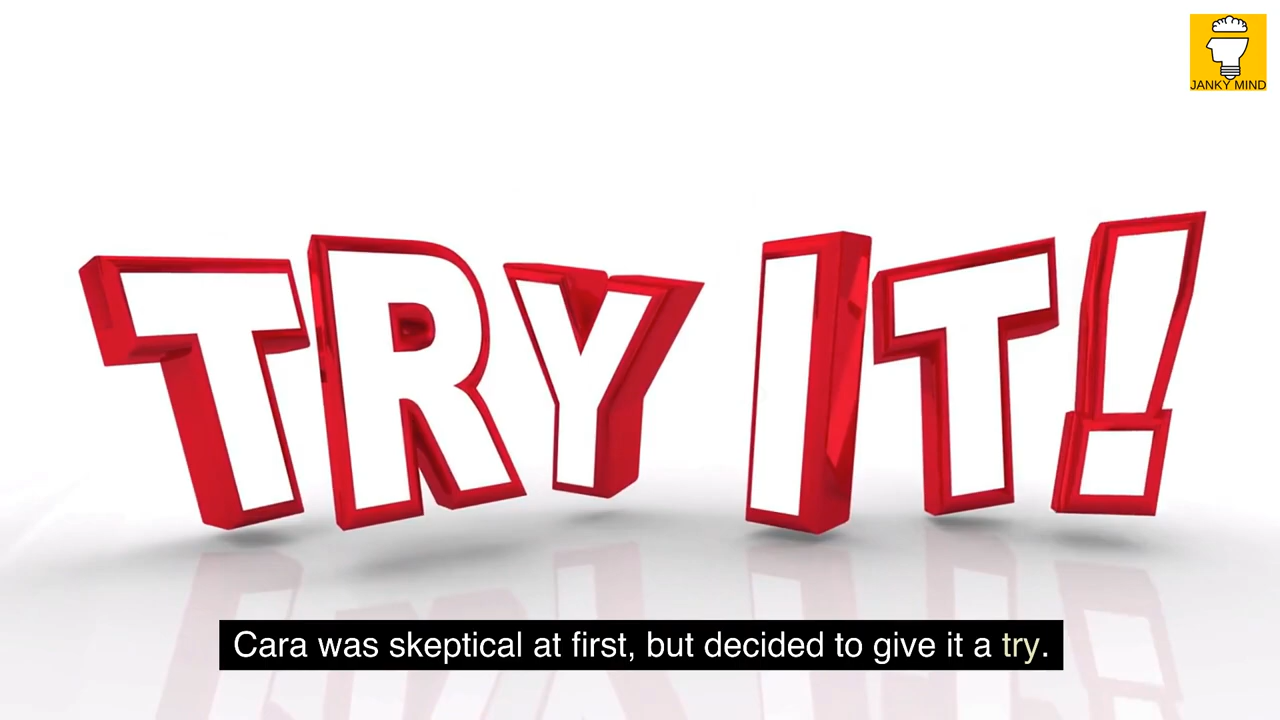 JANKY MIND
TRY IT!
Cara was skeptical at first, but decided to give it a try.